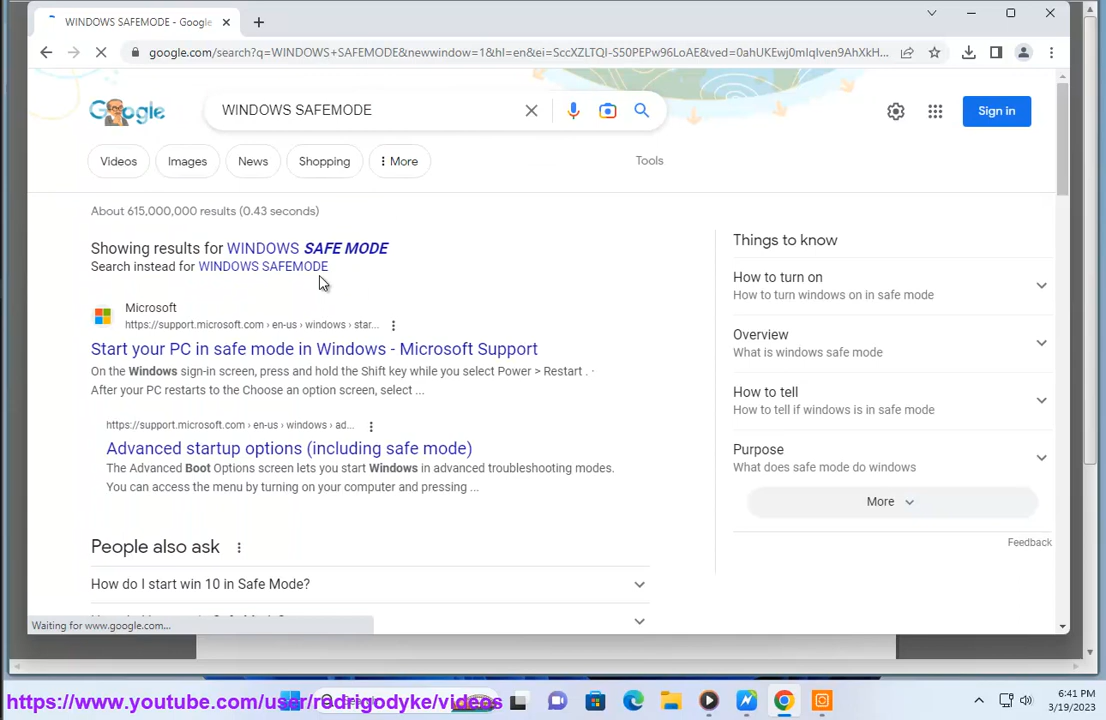 WINDOWS SAFEMODE - Google
google.com/search?q=WINDOWS+SAFEMODE&newwindow=1&hl=en&ei=SccXZLTQI-S50PEPw96LoAE&ved=0ahUKEwj0mIqlven9AhXkH...
Google
WINDOWS SAFEMODE
Sign in
Videos
Images
News
Shopping
More
Tools
About 615,000,000 results (0.43 seconds)
Showing results for WINDOWS SAFE MODE
Search instead for WINDOWS SAFEMODE
Microsoft
https://support.microsoft.com › en-us › windows › star...
Start your PC in safe mode in Windows - Microsoft Support
On the Windows sign-in screen, press and hold the Shift key while you select Power > Restart . ·
After your PC restarts to the Choose an option screen, select ...
https://support.microsoft.com › en-us › windows › ad...
Advanced startup options (including safe mode)
The Advanced Boot Options screen lets you start Windows in advanced troubleshooting modes.
You can access the menu by turning on your computer and pressing ...
People also ask
How do I start win 10 in Safe Mode?
Things to know
How to turn on
How to turn windows on in safe mode
Overview
What is windows safe mode
How to tell
How to tell if windows is in safe mode
Purpose
What does safe mode do windows
More
Feedback
Waiting for www.google.com...
https://www.youtube.com/user/rodrigodyke/videos
6:41 PM
3/19/2023